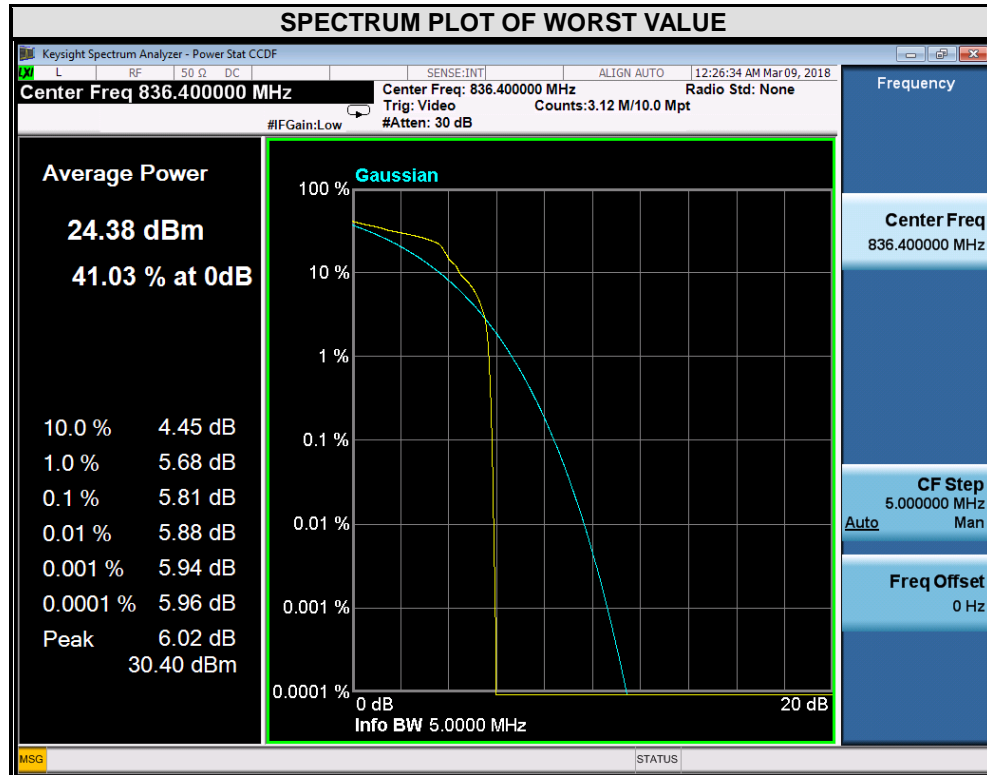 SPECTRUM PLOT OF WORST VALUE
Keysight Spectrum Analyzer - Power Stat CCDF
LXI L RF 50 Ω DC SENSE:INT ALIGN AUTO 12:26:34 AM Mar 09, 2018
Center Freq 836.400000 MHz
Center Freq: 836.400000 MHz Radio Std: None
Trig: Video Counts:3.12 M/10.0 Mpt
#IFGain:Low #Atten: 30 dB
Frequency
Average Power
24.38 dBm
41.03 % at 0dB
10.0 % 4.45 dB
1.0 % 5.68 dB
0.1 % 5.81 dB
0.01 % 5.88 dB
0.001 % 5.94 dB
0.0001 % 5.96 dB
Peak 6.02 dB
30.40 dBm
Gaussian
100 %
10 %
1 %
0.1 %
0.01 %
0.001 %
0.0001 %
0 dB 20 dB
Info BW 5.0000 MHz
Center Freq
836.400000 MHz
CF Step
5.000000 MHz
Auto Man
Freq Offset
0 Hz
MSG STATUS